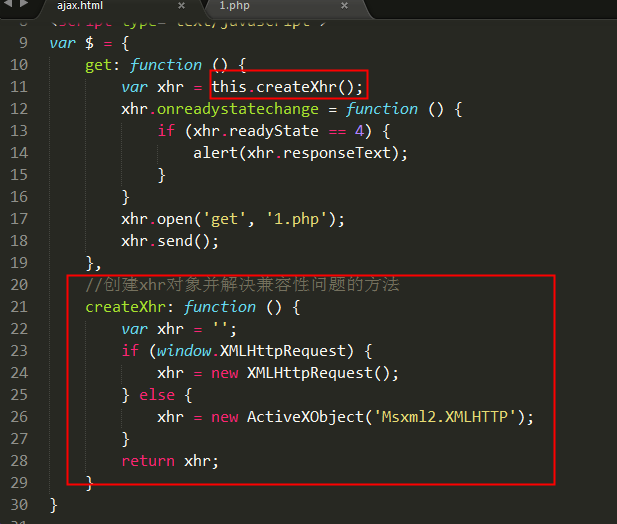 ajax.html × 1.php ×
8 <script type="text/javascript">
9 var $ = {
10 get: function () {
11 var xhr = this.createXhr();
12 xhr.onreadystatechange = function () {
13 if (xhr.readyState == 4) {
14 alert(xhr.responseText);
15 }
16 }
17 xhr.open('get', '1.php');
18 xhr.send();
19 },
20 //创建xhr对象并解决兼容性问题的方法
21 createXhr: function () {
22 var xhr = '';
23 if (window.XMLHttpRequest) {
24 xhr = new XMLHttpRequest();
25 } else {
26 xhr = new ActiveXObject('Msxml2.XMLHTTP');
27 }
28 return xhr;
29 }
30 }